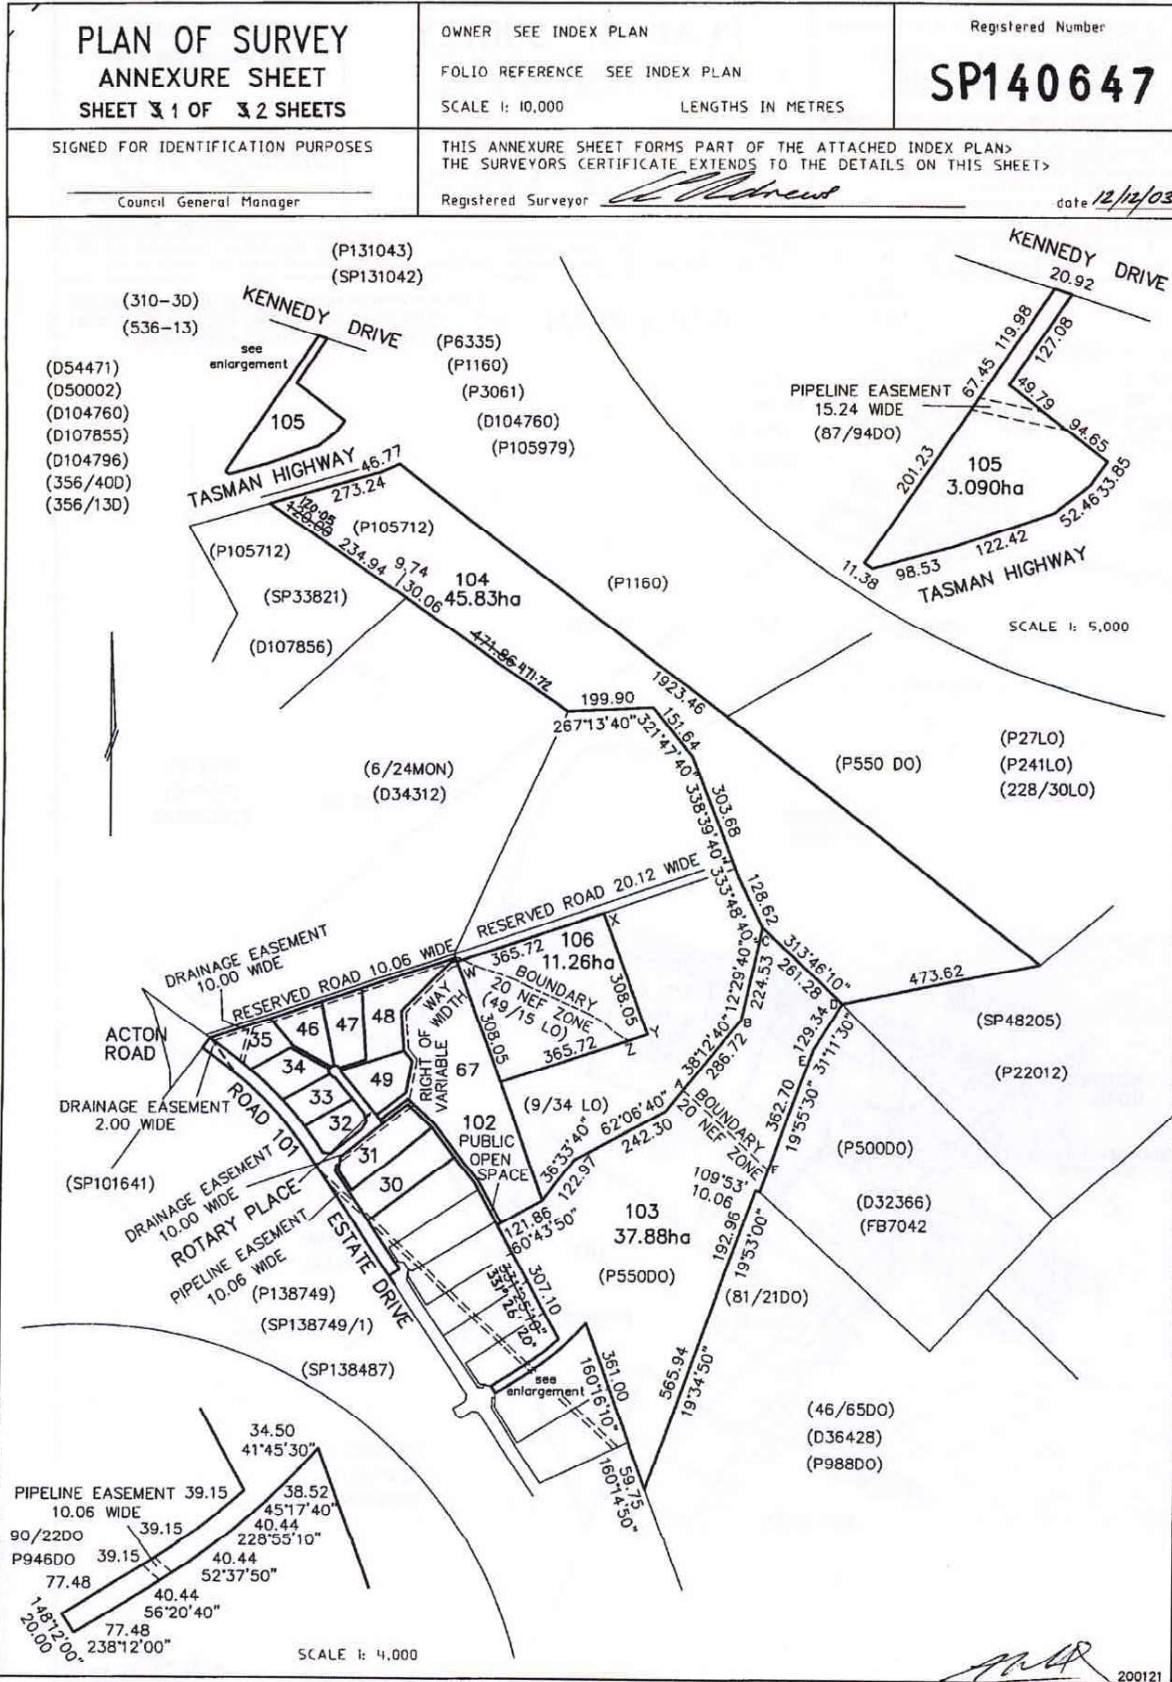 PLAN OF SURVEY
ANNEXURE SHEET
SHEET 1 OF 2 SHEETS
OWNER SEE INDEX PLAN
FOLIO REFERENCE SEE INDEX PLAN
SCALE 1: 10,000 LENGTHS IN METRES
Registered Number
SP140647
SIGNED FOR IDENTIFICATION PURPOSES
Council General Manager
THIS ANNEXURE SHEET FORMS PART OF THE ATTACHED INDEX PLAN>
THE SURVEYORS CERTIFICATE EXTENDS TO THE DETAILS ON THIS SHEET>
Registered Surveyor
date 12/12/03
(P131043)
(SP131042)
(310-3D)
(536-13)
KENNEDY DRIVE
see
enlargement
(D54471)
(D50002)
(D104760)
(D107855)
(D104796)
(356/40D)
(356/13D)
(P6335)
(P1160)
(P3061)
(D104760)
(P105979)
105
TASMAN HIGHWAY
46.77
273.24
120.05
120.00
(P105712)
(P105712)
234.94
9.74
130.06
104
45.83ha
(SP33821)
(D107856)
(P1160)
471.86 471.72
KENNEDY DRIVE
20.92
119.98
127.08
67.45
49.79
PIPELINE EASEMENT
15.24 WIDE
(87/94DO)
94.65
201.23
105
3.090ha
33.85
52.46
122.42
98.53
11.38
TASMAN HIGHWAY
SCALE 1: 5,000
1923.46
199.90
267°13'40"
151.64
321°47'40"
(P550 DO)
(P27LO)
(P241LO)
(228/30LO)
(6/24MON)
(D34312)
303.68
338°39'40"
128.62
333°48'40"
RESERVED ROAD 20.12 WIDE
313°46'10"
261.28
473.62
C
D
224.53
12°29'40"
B
X
106
11.26ha
365.72
W
308.05
Y
Z
365.72
308.05
BOUNDARY
20 NEF ZONE
(49/15 LO)
DRAINAGE EASEMENT
10.00 WIDE
RESERVED ROAD 10.06 WIDE
ACTON
ROAD
35
46
47
48
34
33
32
49
RIGHT OF WAY
VARIABLE WIDTH
67
DRAINAGE EASEMENT
2.00 WIDE
ROAD 101
(SP101641)
102
PUBLIC
OPEN
SPACE
31
30
(9/34 LO)
38°12'40"
286.72
62°06'40"
242.30
36°33'40"
122.97
BOUNDARY
20 NEF ZONE
129.34
31°11'30"
E
362.70
19°55'30"
F
109°53'
10.06
(SP48205)
(P22012)
(P500DO)
(D32366)
(FB7042
DRAINAGE EASEMENT
10.00 WIDE
ROTARY PLACE
PIPELINE EASEMENT
10.06 WIDE
(P138749)
(SP138749/1)
(SP138487)
ESTATE DRIVE
121.86
60°43'50"
307.10
331°25'10"
331°26'20"
103
37.88ha
(P550DO)
192.96
19°53'00"
(81/21DO)
see
enlargement
361.00
160°16'10"
565.94
19°34'50"
59.75
160°14'50"
(46/65DO)
(D36428)
(P988DO)
34.50
41°45'30"
PIPELINE EASEMENT 39.15
10.06 WIDE
38.52
45°17'40"
90/22DO
39.15
40.44
228°55'10"
P946DO
39.15
40.44
52°37'50"
77.48
40.44
56°20'40"
148°12'00"
20.00
77.48
238°12'00"
SCALE 1: 4,000
200121